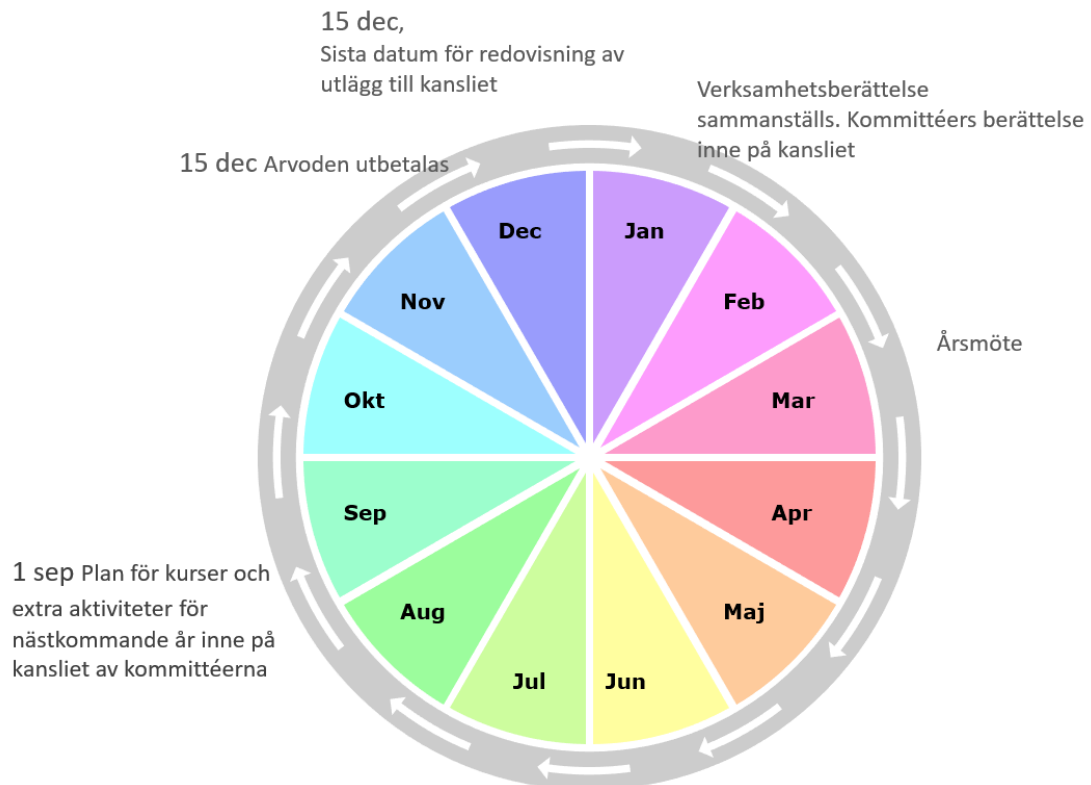 15 dec,
Sista datum för redovisning av
utlägg till kansliet
Verksamhetsberättelse
sammanställs. Kommittéers berättelse
inne på kansliet
15 dec Arvoden utbetalas
Dec
Jan
Nov
Feb
Årsmöte
Okt
Mar
Sep
Apr
1 sep Plan för kurser och
extra aktiviteter för
nästkommande år inne på
kansliet av kommittéerna
Aug
Maj
Jul
Jun